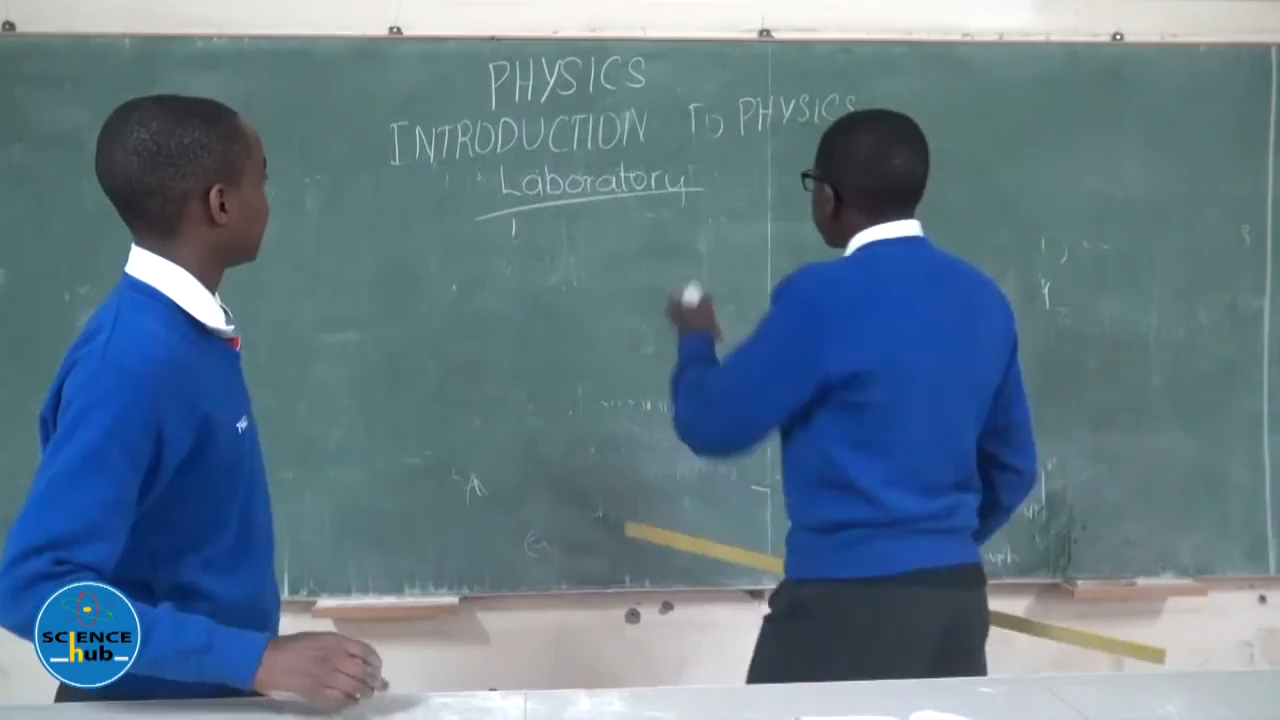 PHYSICS
INTRODUCTION TO PHYSICS
Laboratory
SCIENCE
hub